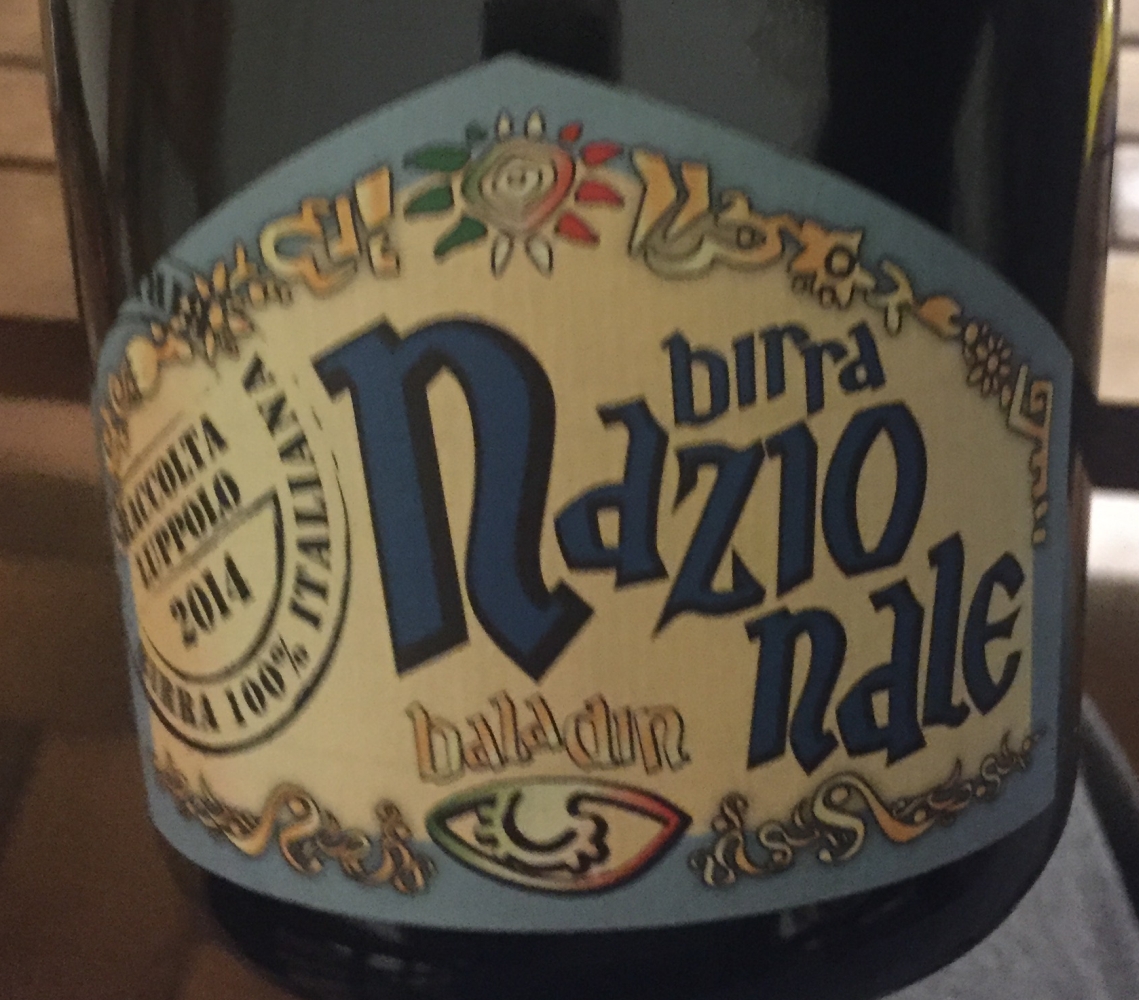 RACCOLTA
LUPPOLO
2014
BIRRA 100% ITALIANA
birra
Nazio
nale
baladin